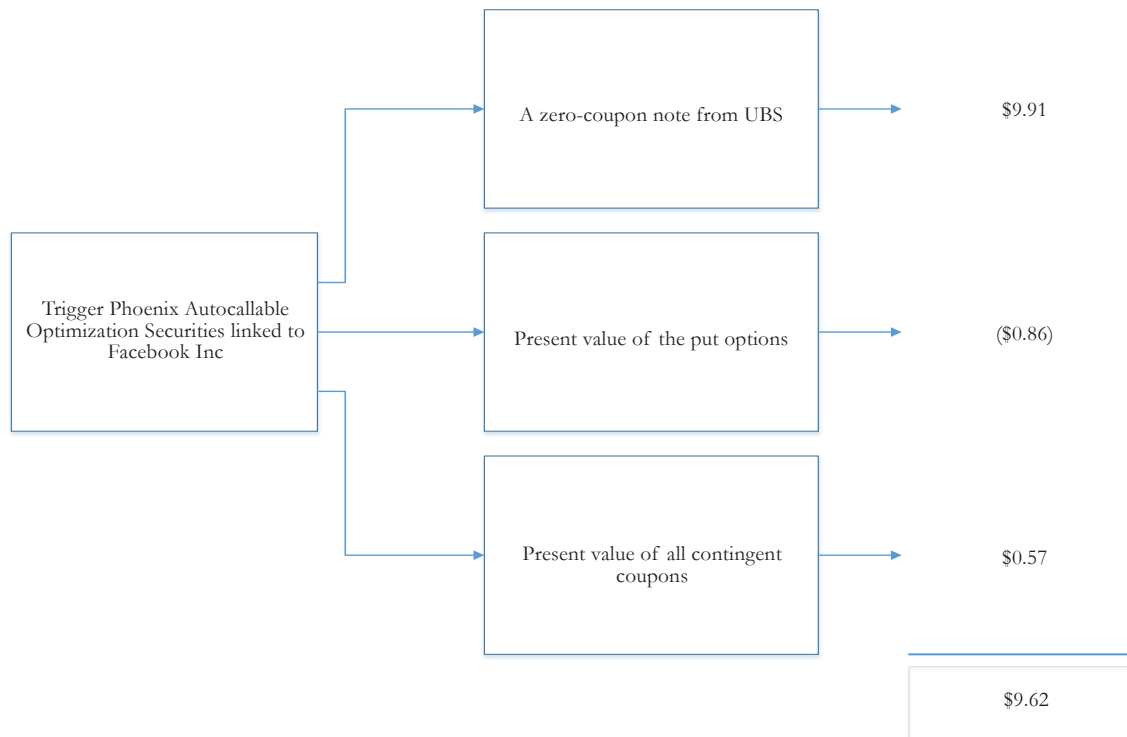 A zero-coupon note from UBS
$9.91
Trigger Phoenix Autocallable
Optimization Securities linked to
Facebook Inc
Present value of the put options
($0.86)
Present value of all contingent
coupons
$0.57
$9.62